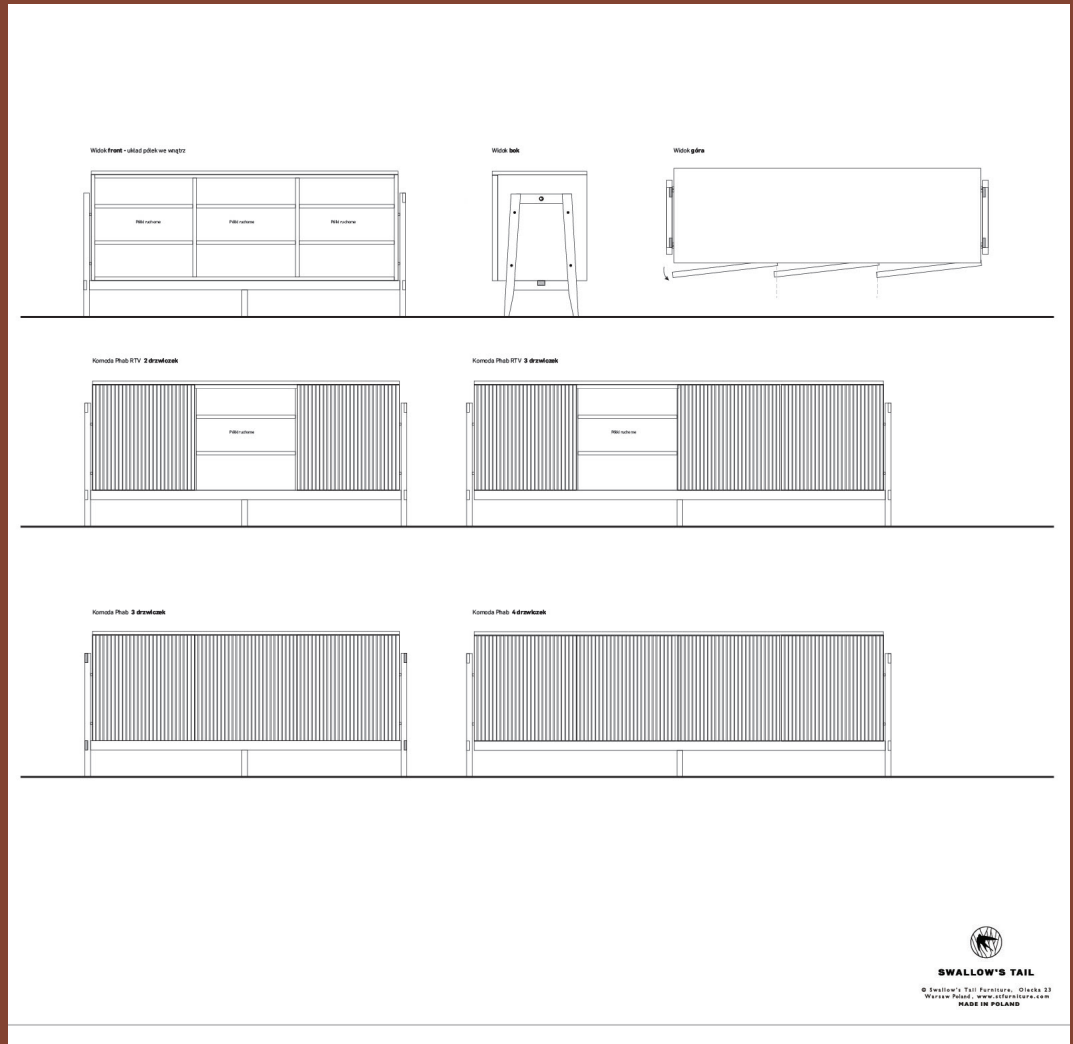 Widok front - układ półek we wnątrz
Widok bok
Widok góra
Półki ruchome
Półki ruchome
Półki ruchome
Komoda Phab RTV 2 drzwiczek
Komoda Phab RTV 3 drzwiczek
Półki ruchome
Półki ruchome
Komoda Phab 3 drzwiczek
Komoda Phab 4 drzwiczek
SWALLOW'S TAIL
© Swallow's Tail Furniture, Olecka 23
Warsaw Poland, www.stfurniture.com
MADE IN POLAND